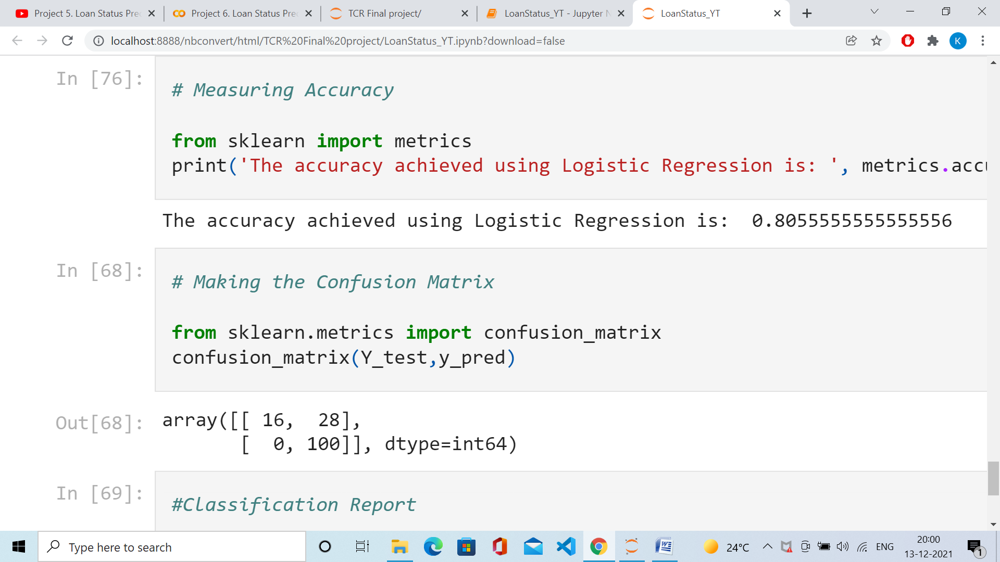 Project 5. Loan Status Pre
Project 6. Loan Status Pre
TCR Final project/
LoanStatus_YT - Jupyter N
LoanStatus_YT
localhost:8888/nbconvert/html/TCR%20Final%20project/LoanStatus_YT.ipynb?download=false
K
In [76]:
# Measuring Accuracy
from sklearn import metrics
print('The accuracy achieved using Logistic Regression is: ', metrics.accu
The accuracy achieved using Logistic Regression is:  0.8055555555555556
In [68]:
# Making the Confusion Matrix
from sklearn.metrics import confusion_matrix
confusion_matrix(Y_test,y_pred)
Out[68]:
array([[ 16,  28],
[  0, 100]], dtype=int64)
In [69]:
#Classification Report
Type here to search
24°C
ENG
20:00
13-12-2021
1